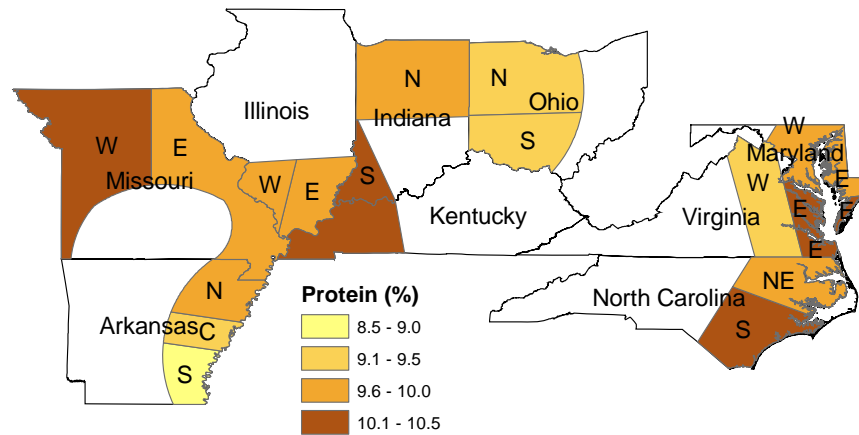 N
N
Ohio
Illinois
Indiana
W
W
E
S
Maryland
Missouri
W
E
S
W
E
E
E
Kentucky
Virginia
E
N
NE
Protein (%)
North Carolina
Arkansas
C
8.5 - 9.0
S
9.1 - 9.5
S
9.6 - 10.0
10.1 - 10.5